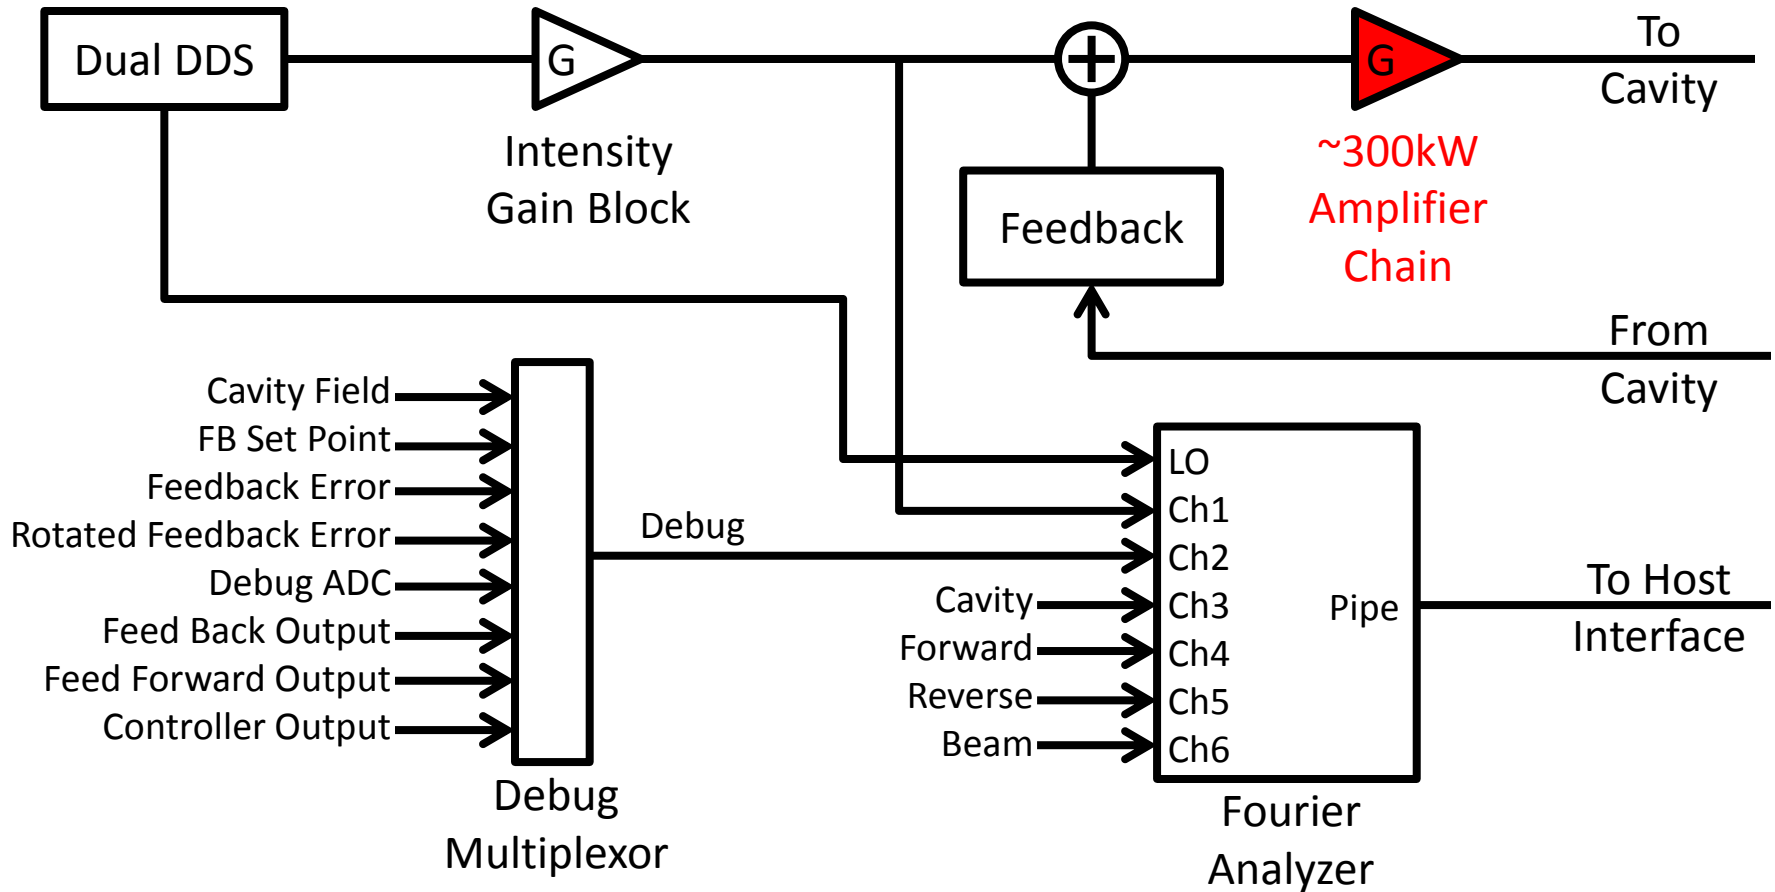 Dual DDS
G
G
To
Cavity
Intensity
Gain Block
~300kW
Amplifier
Chain
Feedback
From
Cavity
Cavity Field
FB Set Point
Feedback Error
Rotated Feedback Error
Debug ADC
Feed Back Output
Feed Forward Output
Controller Output
Debug
Debug
Multiplexor
Cavity
Forward
Reverse
Beam
LO
Ch1
Ch2
Ch3
Ch4
Ch5
Ch6
Pipe
To Host
Interface
Fourier
Analyzer